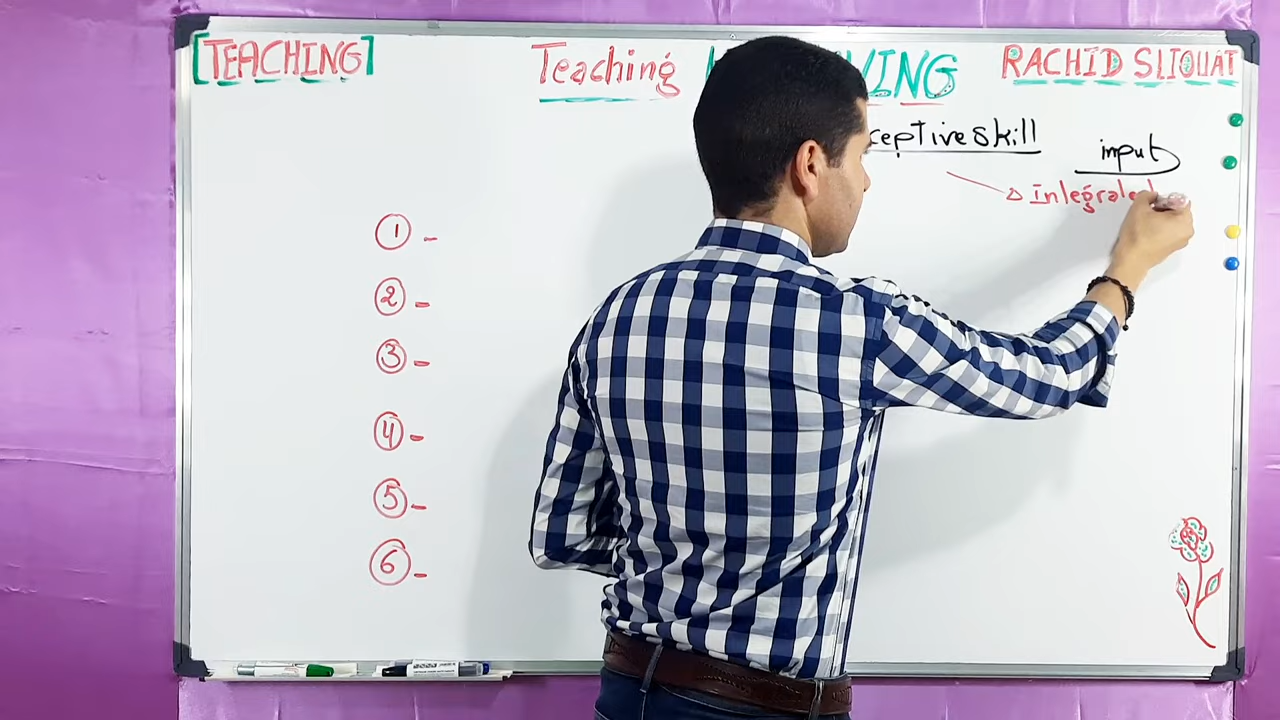 [TEACHING]
Teaching
RACHID SLIOUAT
ceptive skill
input
Integrated
1 -
2 -
3 -
4 -
5 -
6 -